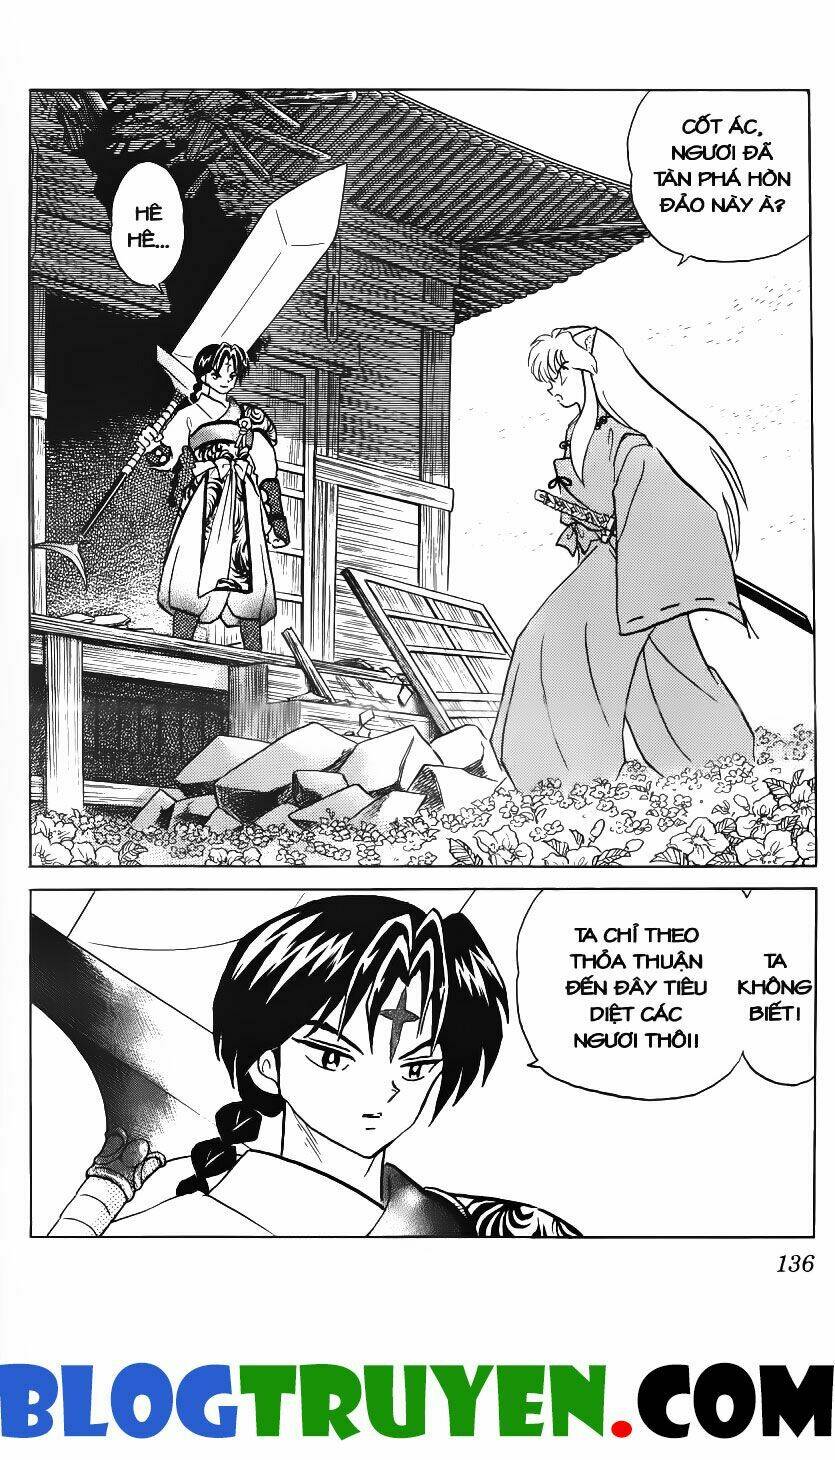 CỐT ÁC,
NGƯƠI ĐÃ
TÀN PHÁ HÒN
ĐẢO NÀY À?
HÊ
HÊ...
TA
KHÔNG
BIẾT!
TA CHỈ THEO
THỎA THUẬN
ĐẾN ĐÂY TIÊU
DIỆT CÁC
NGƯƠI THÔI!
136
BLOGTRUYEN.COM